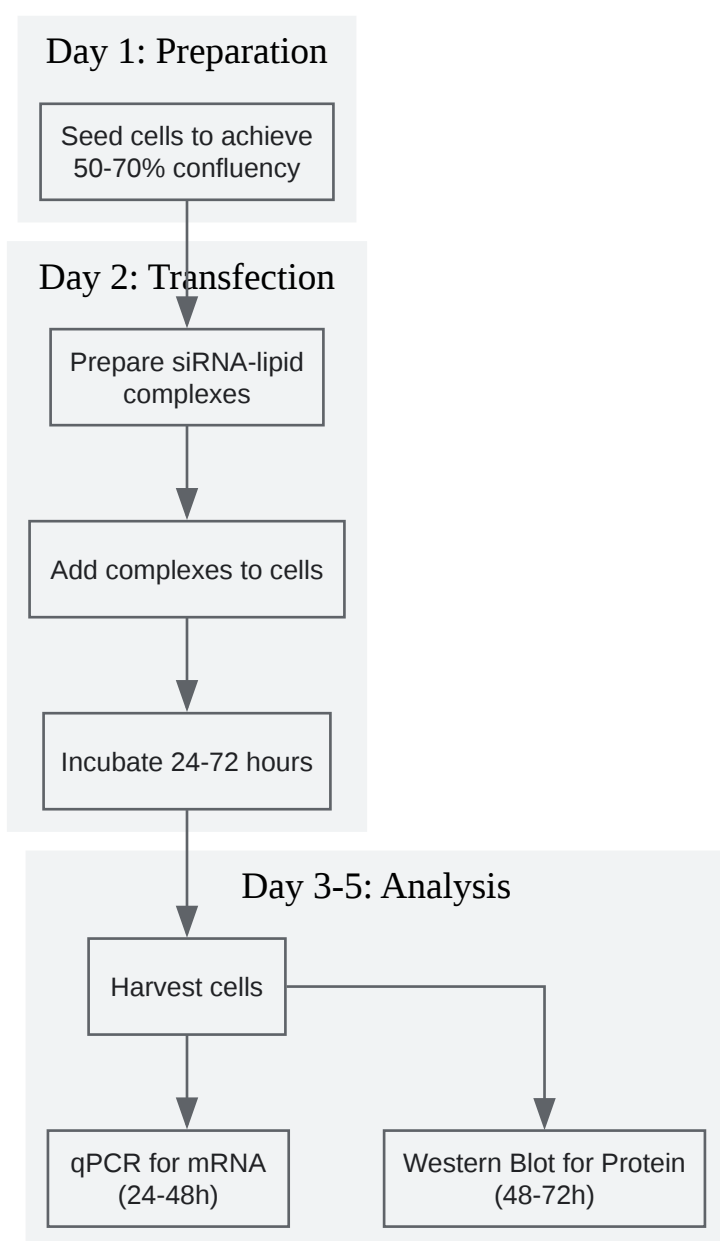 Day 1: Preparation
Seed cells to achieve
50-70% confluency
Day 2: Transfection
Prepare siRNA-lipid
complexes
Add complexes to cells
Incubate 24-72 hours
Day 3-5: Analysis
Harvest cells
qPCR for mRNA
(24-48h)
Western Blot for Protein
(48-72h)